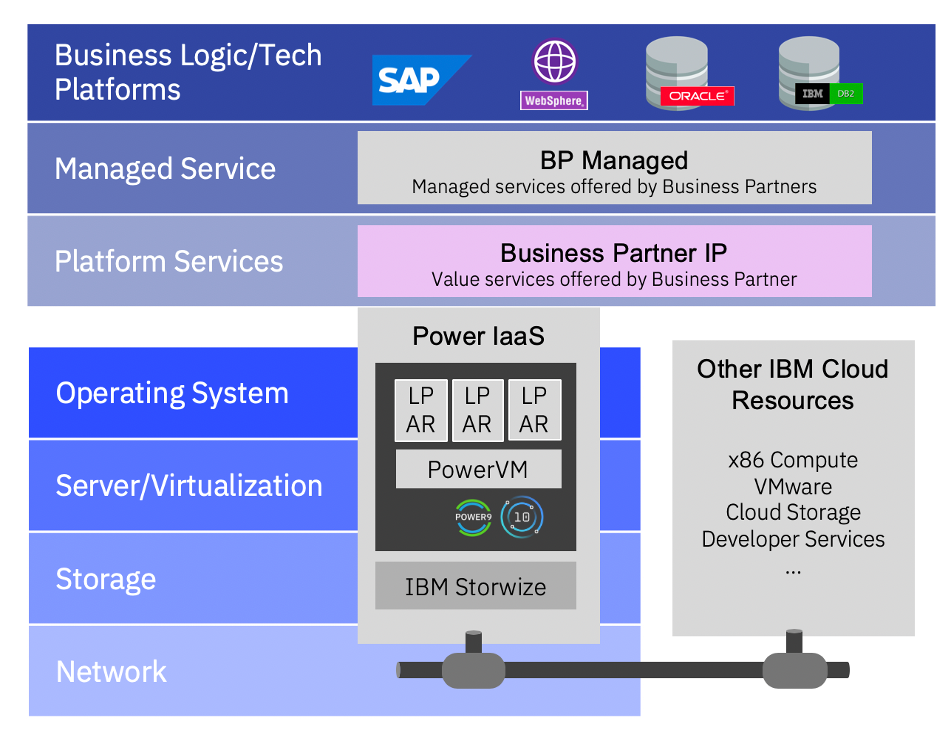 Business Logic/Tech
Platforms
SAP
WebSphere.
ORACLE®
IBM DB2
Managed Service
BP Managed
Managed services offered by Business Partners
Platform Services
Business Partner IP
Value services offered by Business Partner
Power IaaS
Operating System
LP
AR
LP
AR
LP
AR
Server/Virtualization
PowerVM
POWER9
10
Storage
IBM Storwize
Network
Other IBM Cloud
Resources
x86 Compute
VMware
Cloud Storage
Developer Services
...